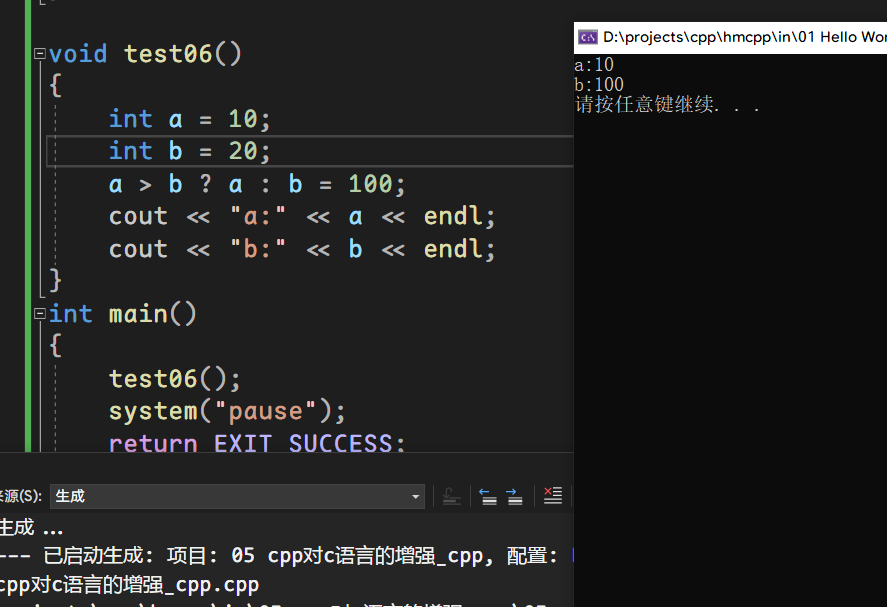 void test06()
{
int a = 10;
int b = 20;
a > b ? a : b = 100;
cout << "a:" << a << endl;
cout << "b:" << b << endl;
}
int main()
{
test06();
system("pause");
return EXIT_SUCCESS;
来源(S): 生成
生成 ...
--- 已启动生成: 项目: 05 cpp对c语言的增强_cpp, 配置:
cpp对c语言的增强_cpp.cpp
D:\projects\cpp\hmcpp\in\01 Hello Wor
a:10
b:100
请按任意键继续. . .